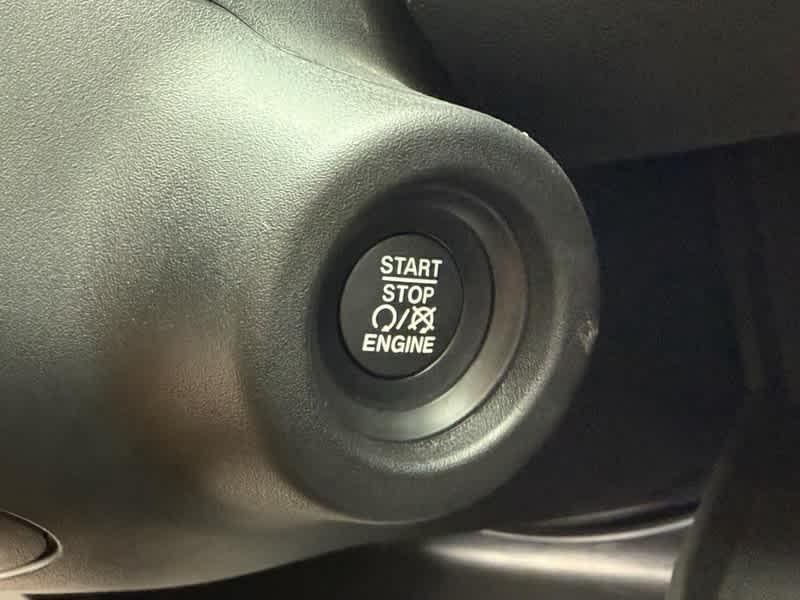 START
STOP
/
ENGINE